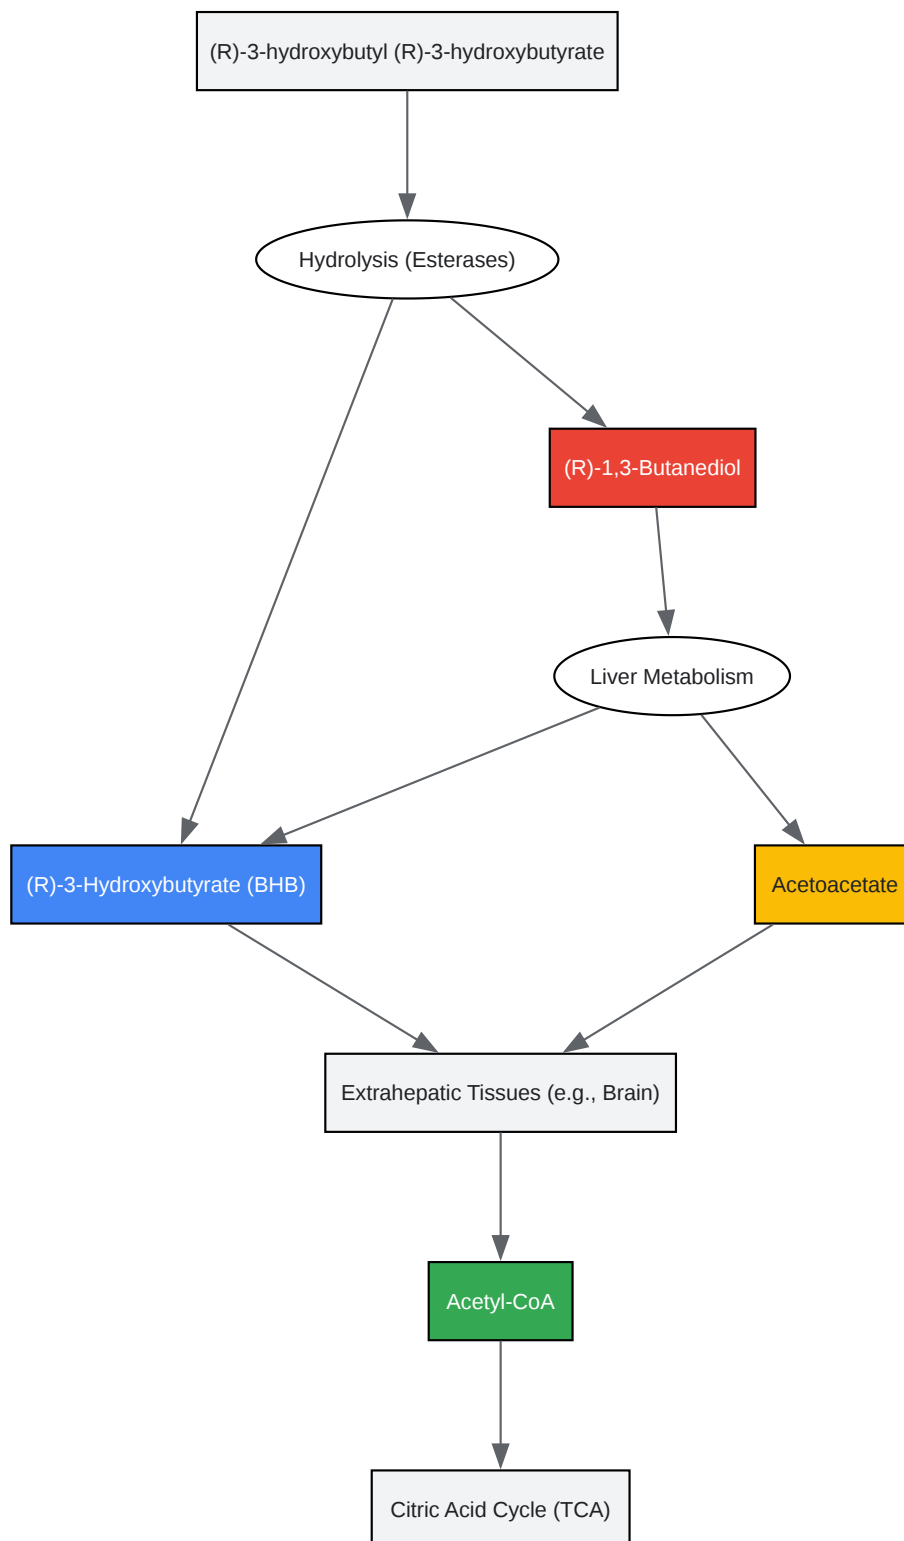 (R)-3-hydroxybutyl (R)-3-hydroxybutyrate
Hydrolysis (Esterases)
(R)-1,3-Butanediol
Liver Metabolism
(R)-3-Hydroxybutyrate (BHB)
Acetoacetate
Extrahepatic Tissues (e.g., Brain)
Acetyl-CoA
Citric Acid Cycle (TCA)